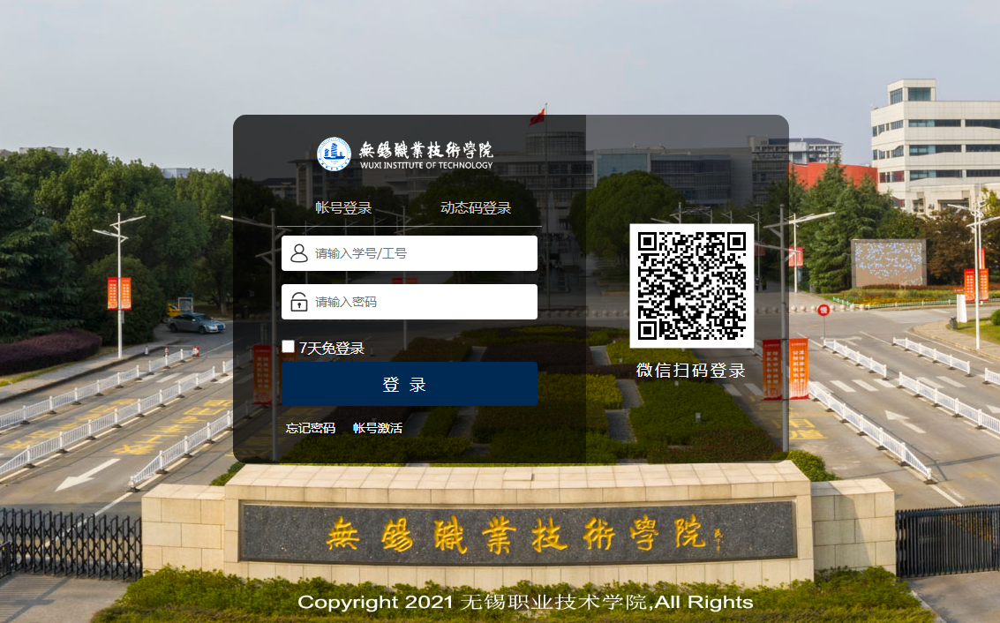 無錫職業技術學院
WUXI INSTITUTE OF TECHNOLOGY
帐号登录
动态码登录
请输入学号/工号
请输入密码
7天免登录
登 录
忘记密码
帐号激活
微信扫码登录
無錫職業技術學院
Copyright 2021 无锡职业技术学院,All Rights